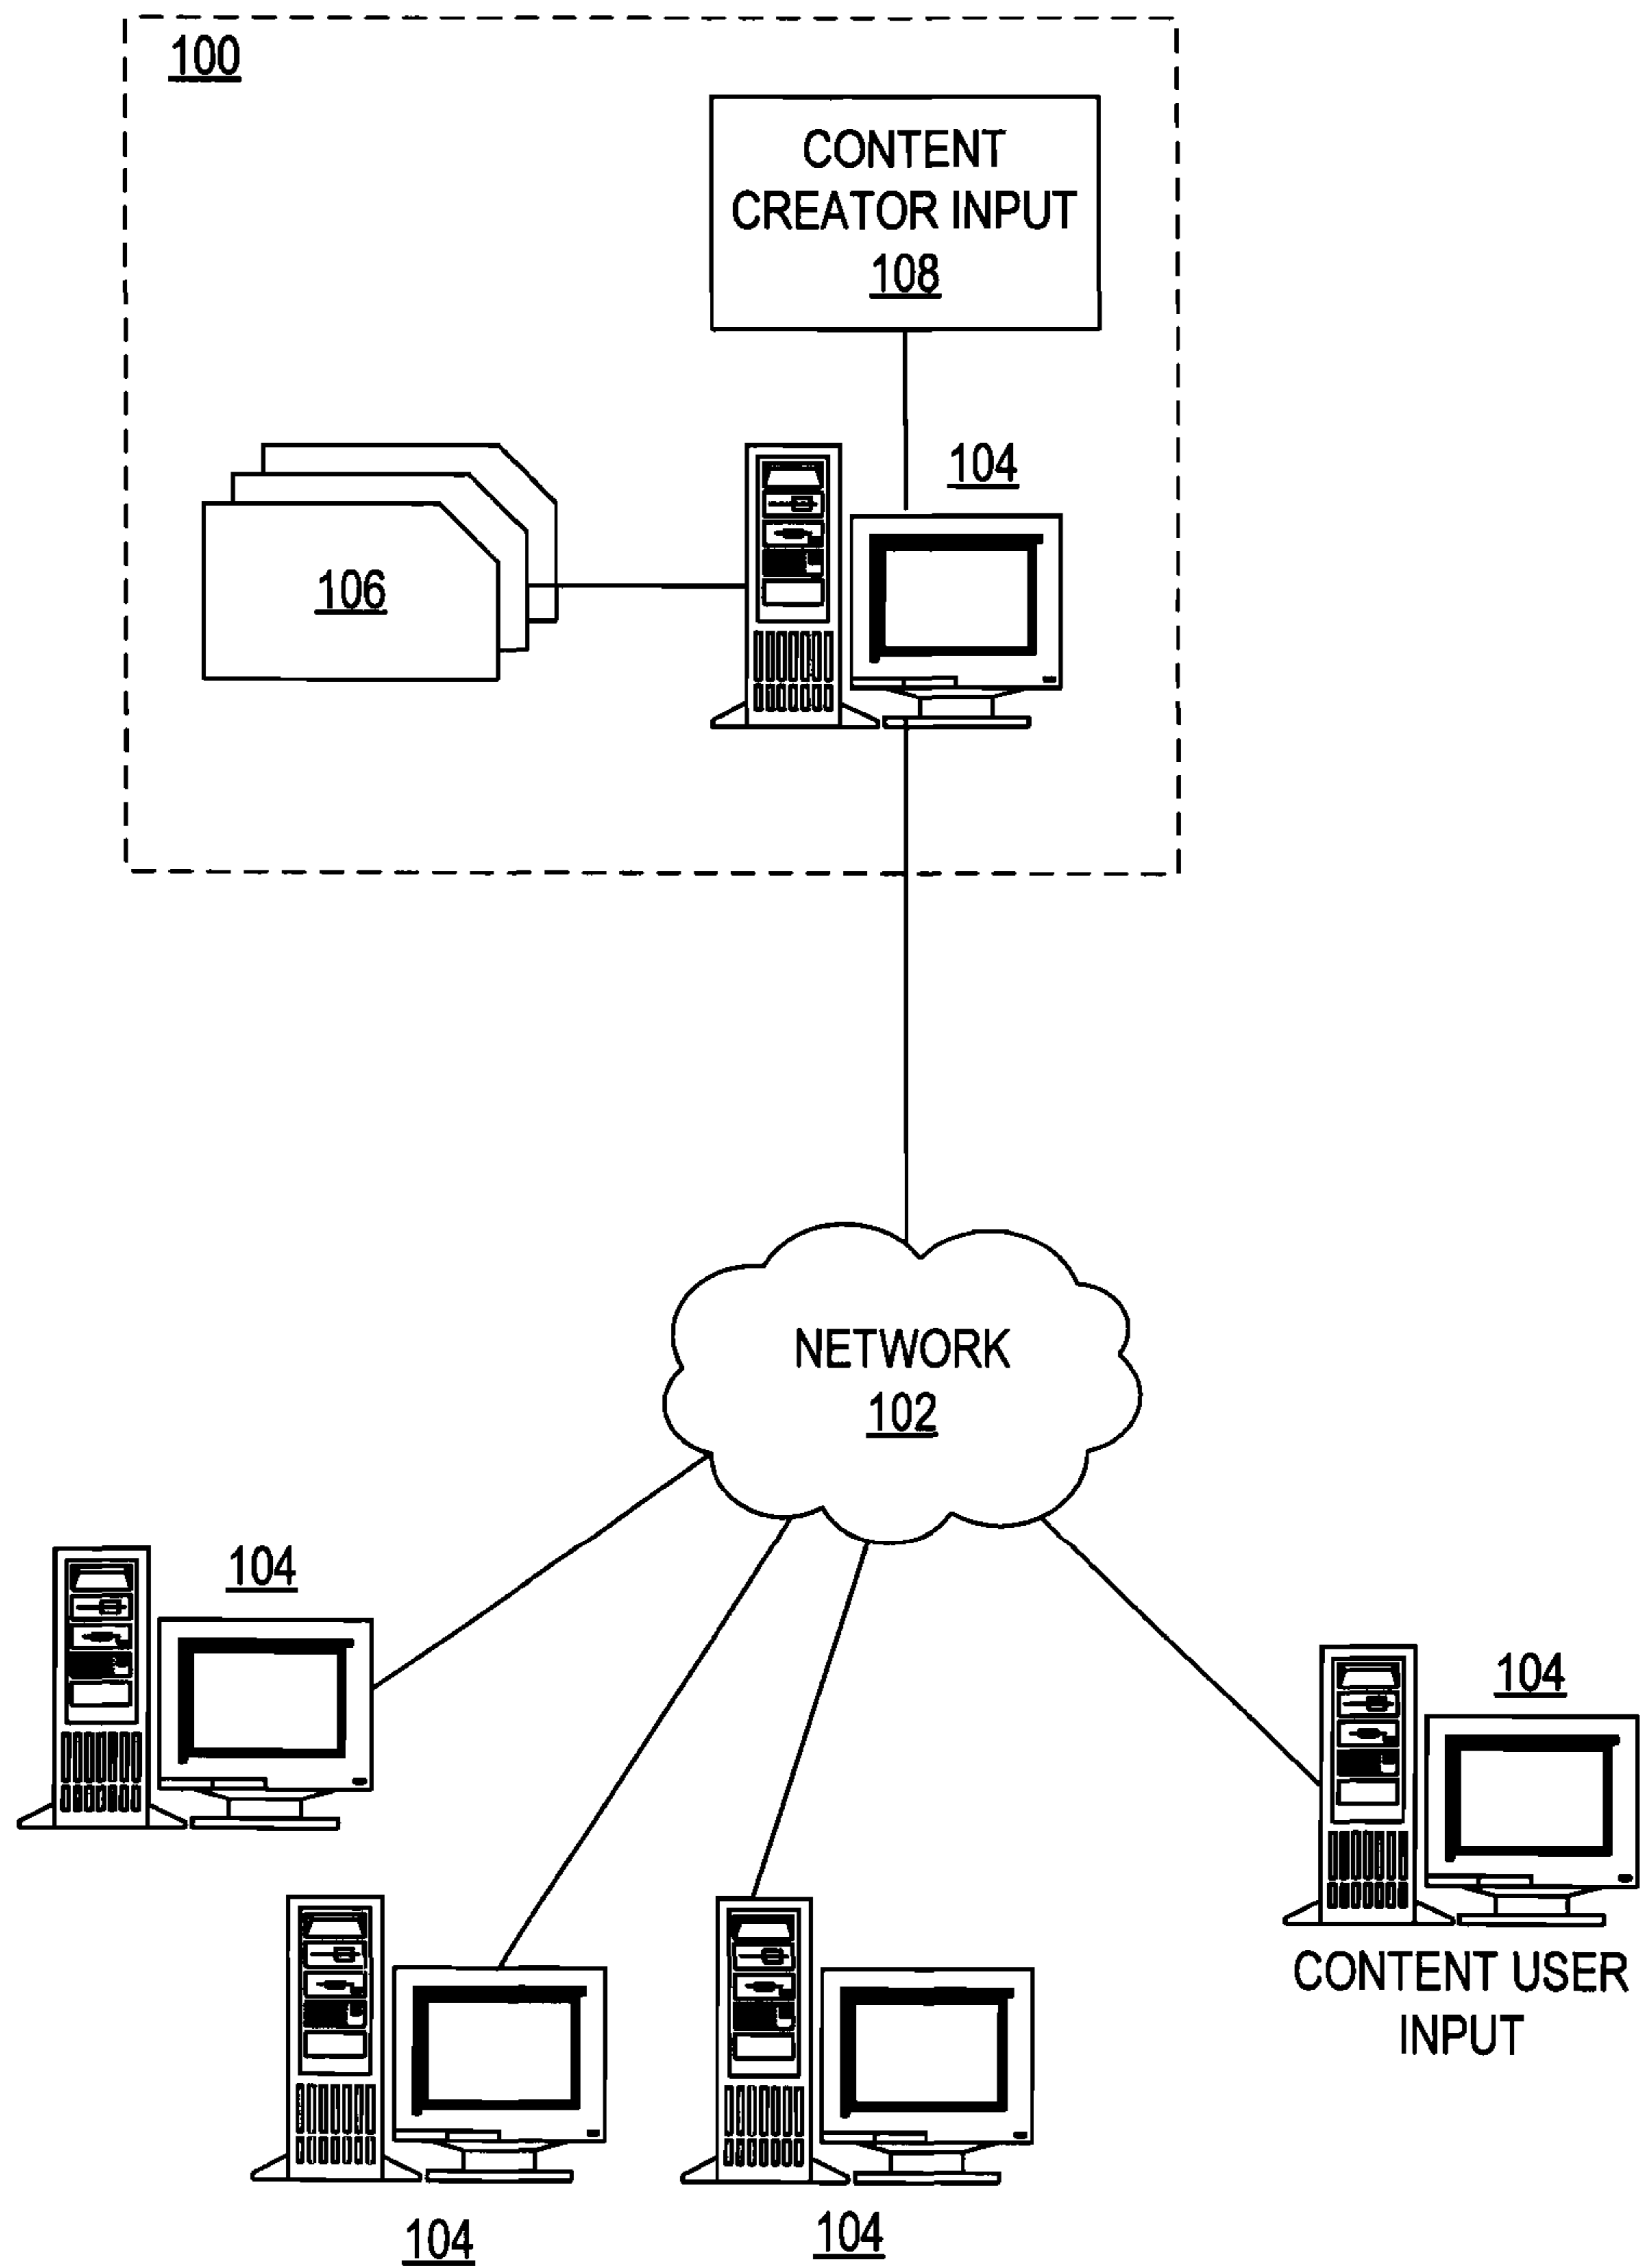 100
CONTENT
CREATOR INPUT
108
104
106
NETWORK
102
104
104
CONTENT USER
INPUT
104
104